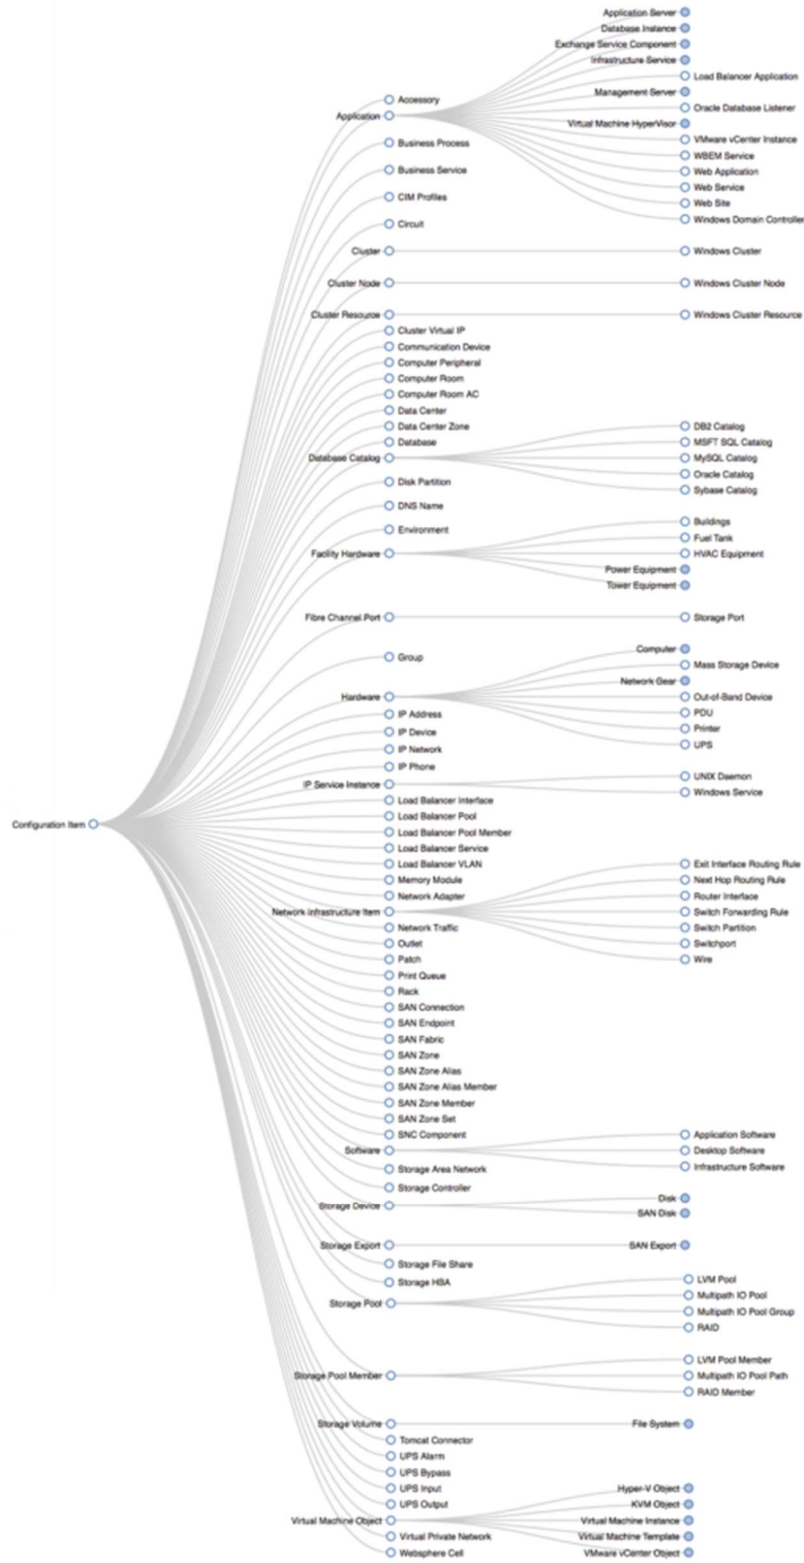 Configuration Item
Accessory
Application
Application Server
Database Instance
Exchange Service Component
Infrastructure Service
Load Balancer Application
Management Server
Oracle Database Listener
Virtual Machine HyperVisor
VMware vCenter Instance
WBEM Service
Web Application
Web Service
Web Site
Windows Domain Controller
Business Process
Business Service
CIM Profiles
Circuit
Cluster
Windows Cluster
Cluster Node
Windows Cluster Node
Cluster Resource
Windows Cluster Resource
Cluster Virtual IP
Communication Device
Computer Peripheral
Computer Room
Computer Room AC
Data Center
Data Center Zone
Database
Database Catalog
DB2 Catalog
MSFT SQL Catalog
MySQL Catalog
Oracle Catalog
Sybase Catalog
Disk Partition
DNS Name
Environment
Facility Hardware
Buildings
Fuel Tank
HVAC Equipment
Power Equipment
Tower Equipment
Fibre Channel Port
Storage Port
Group
Hardware
Computer
Mass Storage Device
Network Gear
Out-of-Band Device
PDU
Printer
UPS
IP Address
IP Device
IP Network
IP Phone
IP Service Instance
UNIX Daemon
Windows Service
Load Balancer Interface
Load Balancer Pool
Load Balancer Pool Member
Load Balancer Service
Load Balancer VLAN
Memory Module
Network Adapter
Network Infrastructure Item
Exit Interface Routing Rule
Next Hop Routing Rule
Router Interface
Switch Forwarding Rule
Switch Partition
Switchport
Wire
Network Traffic
Outlet
Patch
Print Queue
Rack
SAN Connection
SAN Endpoint
SAN Fabric
SAN Zone
SAN Zone Alias
SAN Zone Alias Member
SAN Zone Member
SAN Zone Set
SNC Component
Software
Application Software
Desktop Software
Infrastructure Software
Storage Area Network
Storage Controller
Storage Device
Disk
SAN Disk
Storage Export
SAN Export
Storage File Share
Storage HBA
Storage Pool
LVM Pool
Multipath IO Pool
Multipath IO Pool Group
RAID
Storage Pool Member
LVM Pool Member
Multipath IO Pool Path
RAID Member
Storage Volume
File System
Tomcat Connector
UPS Alarm
UPS Bypass
UPS Input
UPS Output
Virtual Machine Object
Hyper-V Object
KVM Object
Virtual Machine Instance
Virtual Machine Template
VMware vCenter Object
Virtual Private Network
Websphere Cell